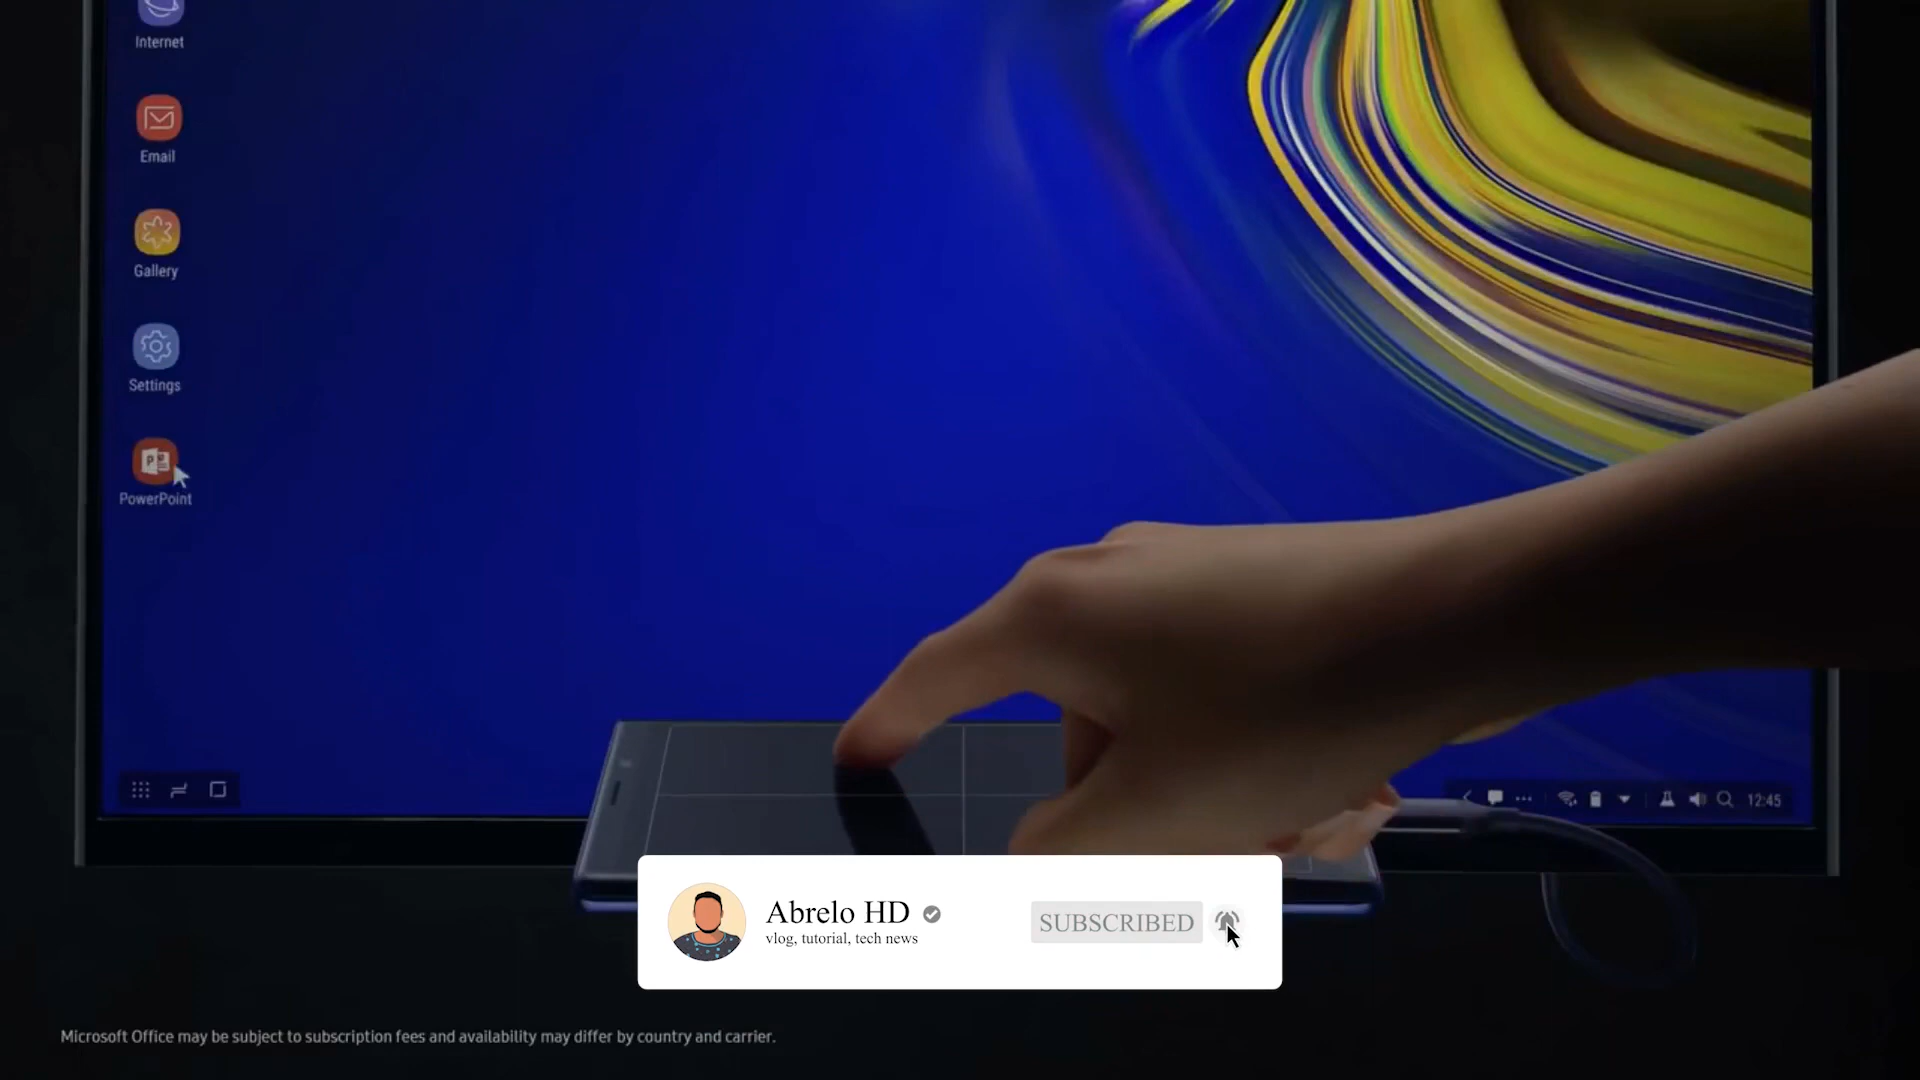 Internet
Email
Gallery
Settings
PowerPoint
12:45
Abrelo HD
vlog, tutorial, tech news
SUBSCRIBED
Microsoft Office may be subject to subscription fees and availability may differ by country and carrier.